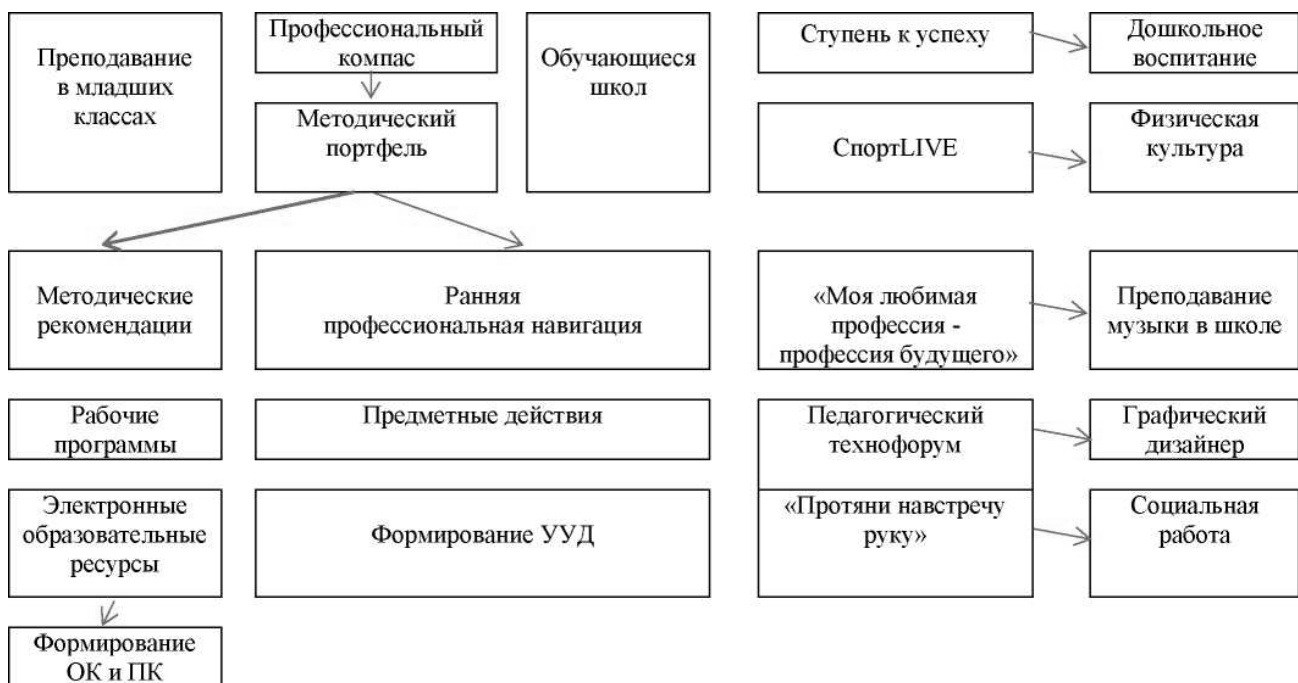 Преподавание
в младших
классах
Профессиональный
компас
Методический
портфель
Обучающиеся
школ
Ступень к успеху
Дошкольное
воспитание
СпортLIVE
Физическая
культура
Методические
рекомендации
Ранняя
профессиональная навигация
«Моя любимая
профессия -
профессия будущего»
Преподавание
музыки в школе
Рабочие
программы
Предметные действия
Педагогический
технофорум
Графический
дизайнер
Электронные
образовательные
ресурсы
Формирование УУД
«Протяни навстречу
руку»
Социальная
работа
Формирование
ОК и ПК